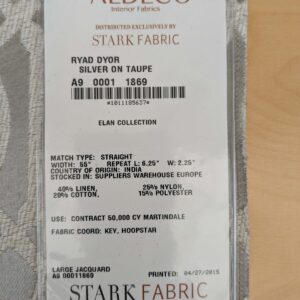 ALDECO
Interior Fabrics
DISTRIBUTED EXCLUSIVELY BY
STARK FABRIC
RYAD DYOR
SILVER ON TAUPE
A9 0001 1869
*1011185627*
ELAN COLLECTION
MATCH TYPE: STRAIGHT
WIDTH: 55" REPEAT L: 6.25" W: 2.25"
COUNTRY OF ORIGIN: INDIA
STOCKED IN: SUPPLIERS WAREHOUSE EUROPE
40% LINEN, 25% NYLON,
20% COTTON, 15% POLYESTER
USE: CONTRACT 50,000 CY MARTINDALE
FABRIC COORD: KEY, HOOPSTAR
LARGE JACQUARD
A9 00011869 PRINTED: 04/27/2015
STARK FABRIC